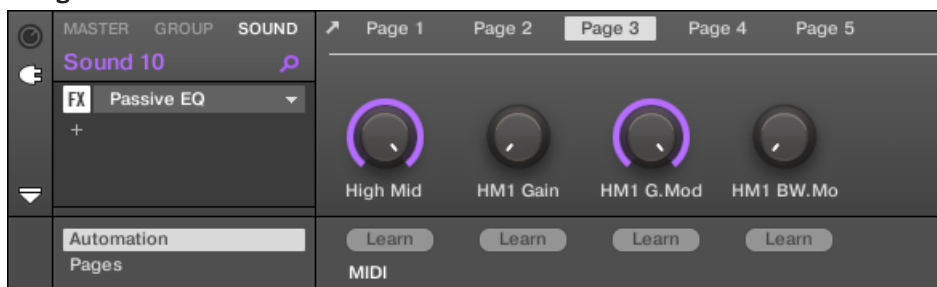 MASTER GROUP SOUND
Sound 10
FX Passive EQ
+
Automation
Pages
Page 1 Page 2 Page 3 Page 4 Page 5
High Mid HM1 Gain HM1 G.Mod HM1 BW.Mo
Learn Learn Learn Learn
MIDI